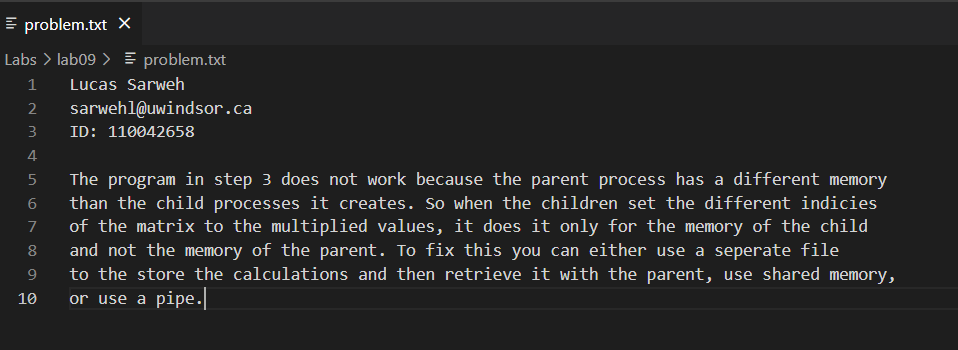 problem.txt
Labs > lab09 > problem.txt
1 Lucas Sarweh
2 sarwehl@uwindsor.ca
3 ID: 110042658
4
5 The program in step 3 does not work because the parent process has a different memory
6 than the child processes it creates. So when the children set the different indicies
7 of the matrix to the multiplied values, it does it only for the memory of the child
8 and not the memory of the parent. To fix this you can either use a seperate file
9 to the store the calculations and then retrieve it with the parent, use shared memory,
10 or use a pipe.